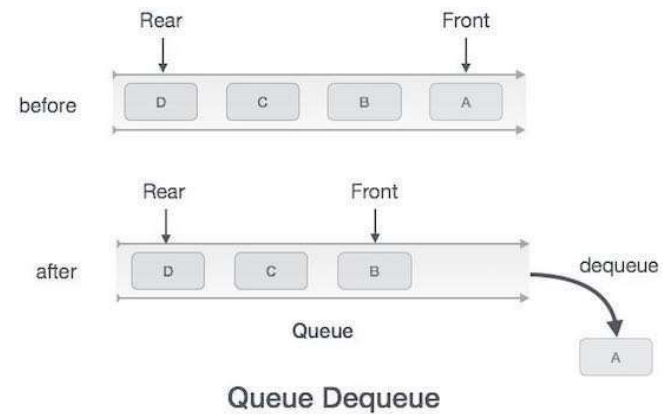 Rear Front
before D C B A
Rear Front
after D C B dequeue
Queue A
Queue Dequeue